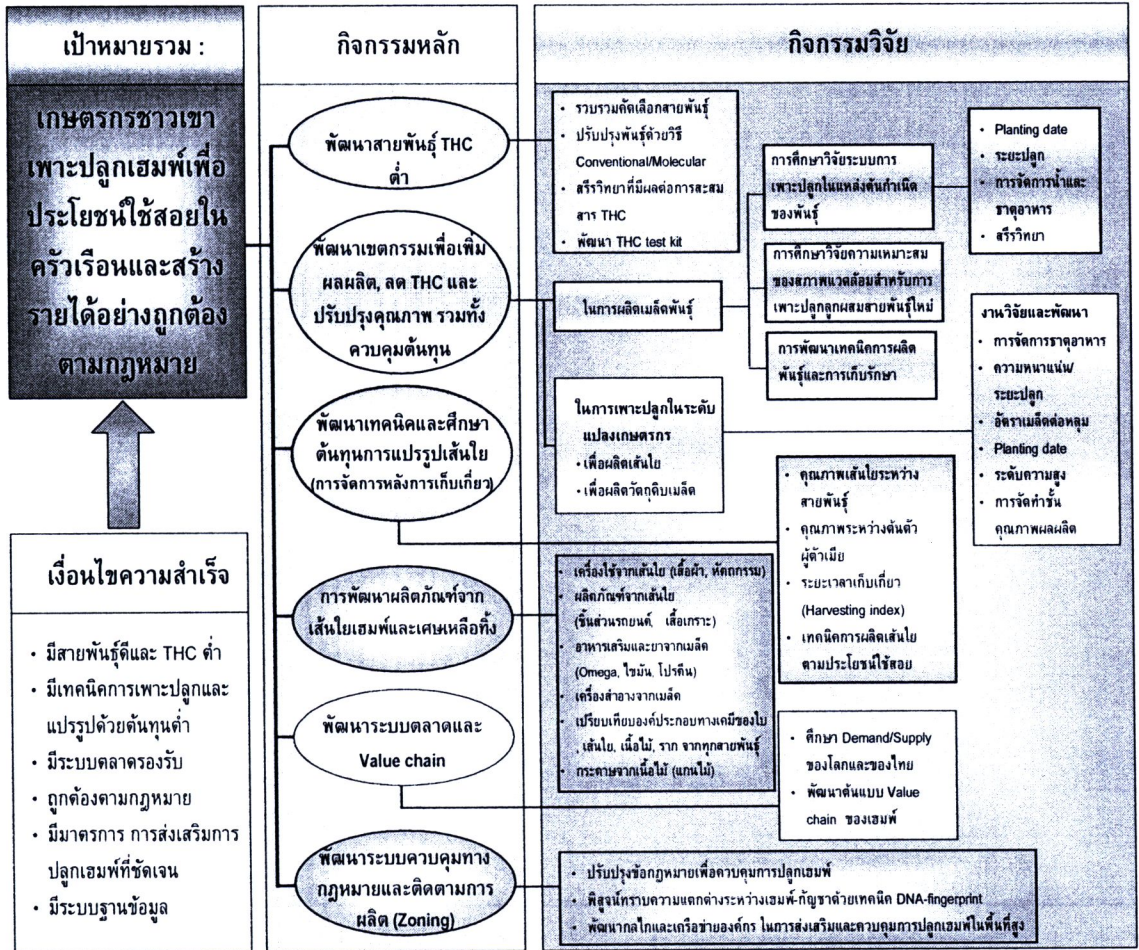 เป้าหมายรวม :
เกษตรกรชาวเขา
เพาะปลูกเฮมพ์เพื่อ
ประโยชน์ใช้สอยใน
ครัวเรือนและสร้าง
รายได้อย่างถูกต้อง
ตามกฎหมาย
เงื่อนไขความสำเร็จ
• มีสายพันธุ์ดีและ THC ต่ำ
• มีเทคนิคการเพาะปลูกและ
แปรรูปด้วยต้นทุนต่ำ
• มีระบบตลาดรองรับ
• ถูกต้องตามกฎหมาย
• มีมาตรการ การส่งเสริมการ
ปลูกเฮมพ์ที่ชัดเจน
• มีระบบฐานข้อมูล
กิจกรรมหลัก
พัฒนาสายพันธุ์ THC
ต่ำ
พัฒนาเขตกรรมเพื่อเพิ่ม
ผลผลิต, ลด THC และ
ปรับปรุงคุณภาพ รวมทั้ง
ควบคุมต้นทุน
พัฒนาเทคนิคและศึกษา
ต้นทุนการแปรรูปเส้นใย
(การจัดการหลังการเก็บเกี่ยว)
การพัฒนาผลิตภัณฑ์จาก
เส้นใยเฮมพ์และเศษเหลือทิ้ง
พัฒนาระบบตลาดและ
Value chain
พัฒนาระบบควบคุมทาง
กฎหมายและติดตามการ
ผลิต (Zoning)
กิจกรรมวิจัย
• รวบรวมคัดเลือกสายพันธุ์
• ปรับปรุงพันธุ์ด้วยวิธี
Conventional/Molecular
• สรีรวิทยาที่มีผลต่อการสะสม
สาร THC
• พัฒนา THC test kit
ในการผลิตเมล็ดพันธุ์
การศึกษาวิจัยระบบการ
เพาะปลูกในแหล่งต้นกำเนิด
ของพันธุ์
การศึกษาวิจัยความเหมาะสม
ของสภาพแวดล้อมสำหรับการ
เพาะปลูกลูกผสมสายพันธุ์ใหม่
การพัฒนาเทคนิคการผลิต
พันธุ์และการเก็บรักษา
• Planting date
• ระยะปลูก
• การจัดการน้ำและ
ธาตุอาหาร
• สรีรวิทยา
ในการเพาะปลูกในระดับ
แปลงเกษตรกร
•เพื่อผลิตเส้นใย
•เพื่อผลิตวัตถุดิบเมล็ด
งานวิจัยและพัฒนา
• การจัดการธาตุอาหาร
• ความหนาแน่น/
ระยะปลูก
• อัตราเมล็ดต่อหลุม
• Planting date
• ระดับความสูง
• การจัดทำชั้น
คุณภาพผลผลิต
• คุณภาพเส้นใยระหว่าง
สายพันธุ์
• คุณภาพระหว่างต้นตัว
ผู้ตัวเมีย
• ระยะเวลาเก็บเกี่ยว
(Harvesting index)
• เทคนิคการผลิตเส้นใย
ตามประโยชน์ใช้สอย
• เครื่องใช้จากเส้นใย (เสื้อผ้า, หัตถกรรม)
• ผลิตภัณฑ์จากเส้นใย
(ชิ้นส่วนรถยนต์, เสื้อเกราะ)
• อาหารเสริมและยาจากเมล็ด
(Omega, ไขมัน, โปรตีน)
• เครื่องสำอางจากเมล็ด
• เปรียบเทียบองค์ประกอบทางเคมีของใบ
, เส้นใย, เนื้อไม้, ราก จากทุกสายพันธุ์
• กระดาษจากเนื้อไม้ (แกนไม้)
• ศึกษา Demand/Supply
ของโลกและของไทย
• พัฒนาต้นแบบ Value
chain ของเฮมพ์
• ปรับปรุงข้อกฎหมายเพื่อควบคุมการปลูกเฮมพ์
• พิสูจน์ทราบความแตกต่างระหว่างเฮมพ์-กัญชาด้วยเทคนิค DNA-fingerprint
• พัฒนากลไกและเครือข่ายองค์กร ในการส่งเสริมและควบคุมการปลูกเฮมพ์ในพื้นที่สูง